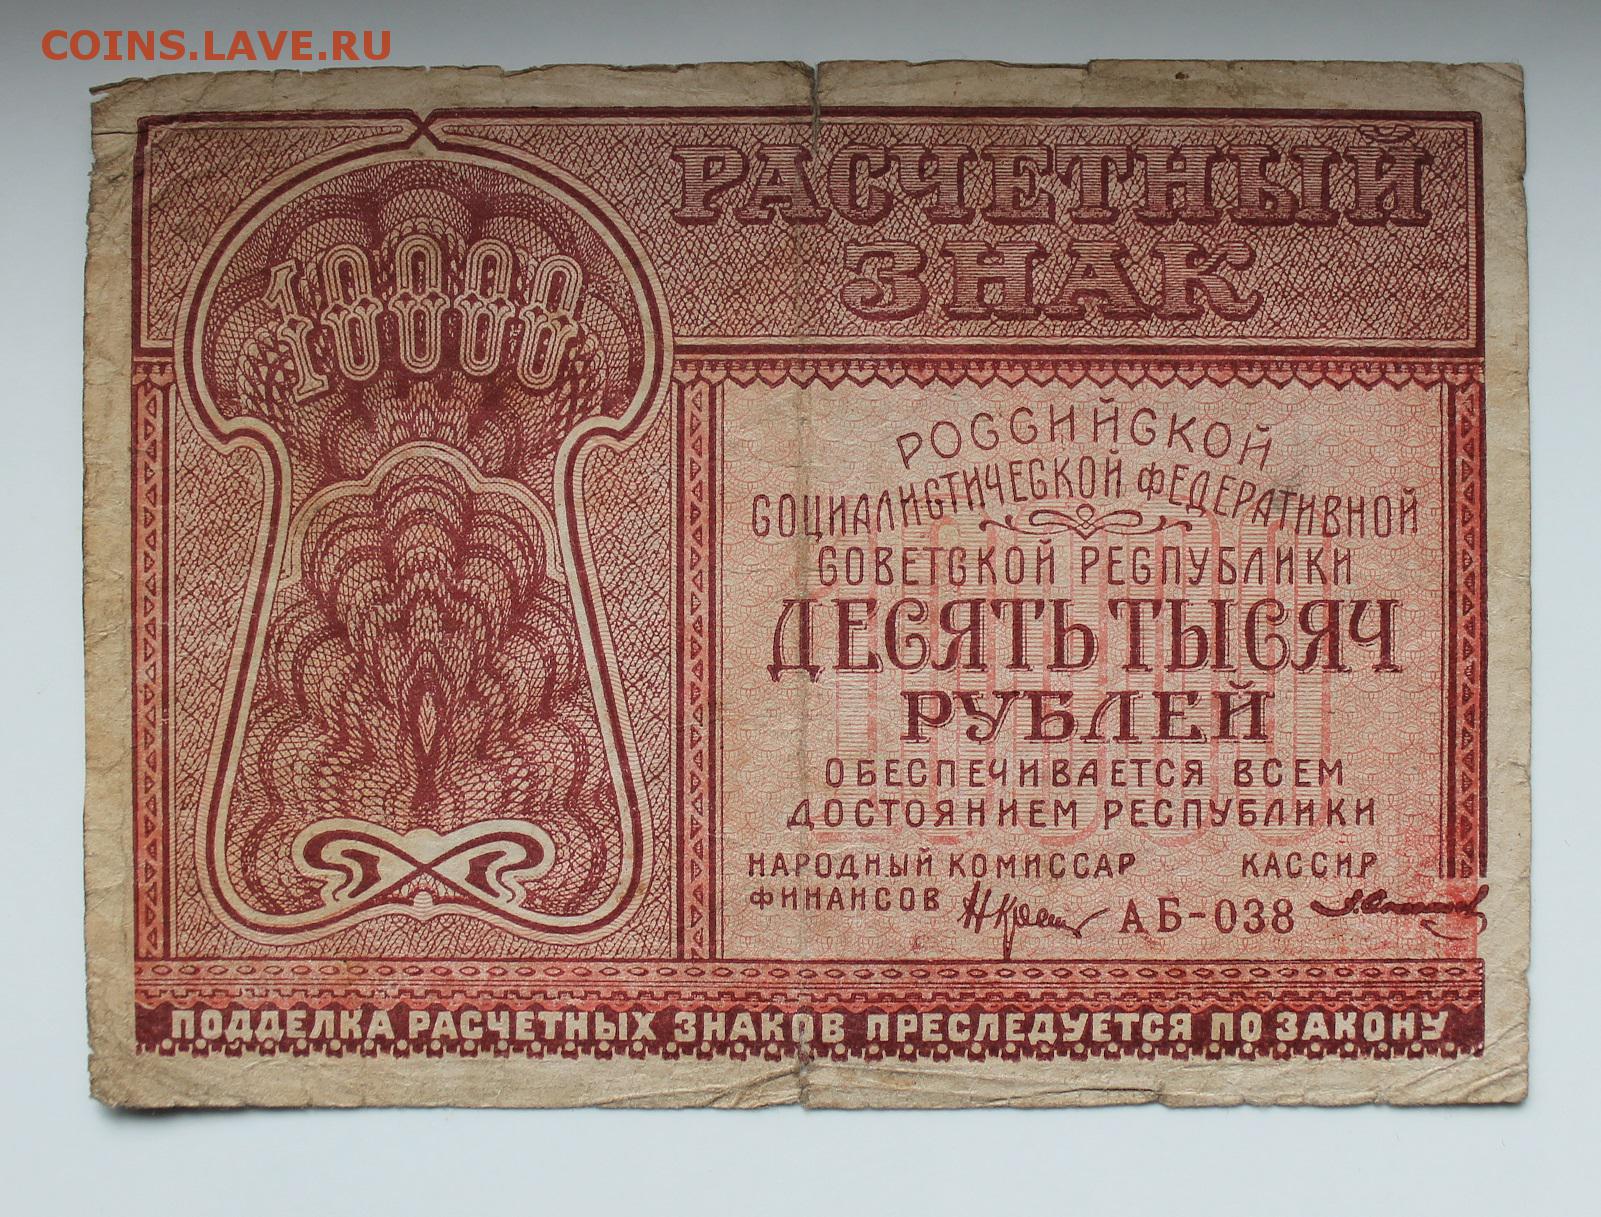 COINS.LAVE.RU
РАСЧЕТНЫЙ
ЗНАК
10000
РОССИЙСКОЙ
СОЦИАЛИСТИЧЕСКОЙ ФЕДЕРАТИВНОЙ
СОВЕТСКОЙ РЕСПУБЛИКИ
ДЕСЯТЬ ТЫСЯЧ
РУБЛЕЙ
ОБЕСПЕЧИВАЕТСЯ ВСЕМ
ДОСТОЯНИЕМ РЕСПУБЛИКИ
НАРОДНЫЙ КОМИССАР КАССИР
ФИНАНСОВ АБ-038
ПОДДЕЛКА РАСЧЕТНЫХ ЗНАКОВ ПРЕСЛЕДУЕТСЯ ПО ЗАКОНУ